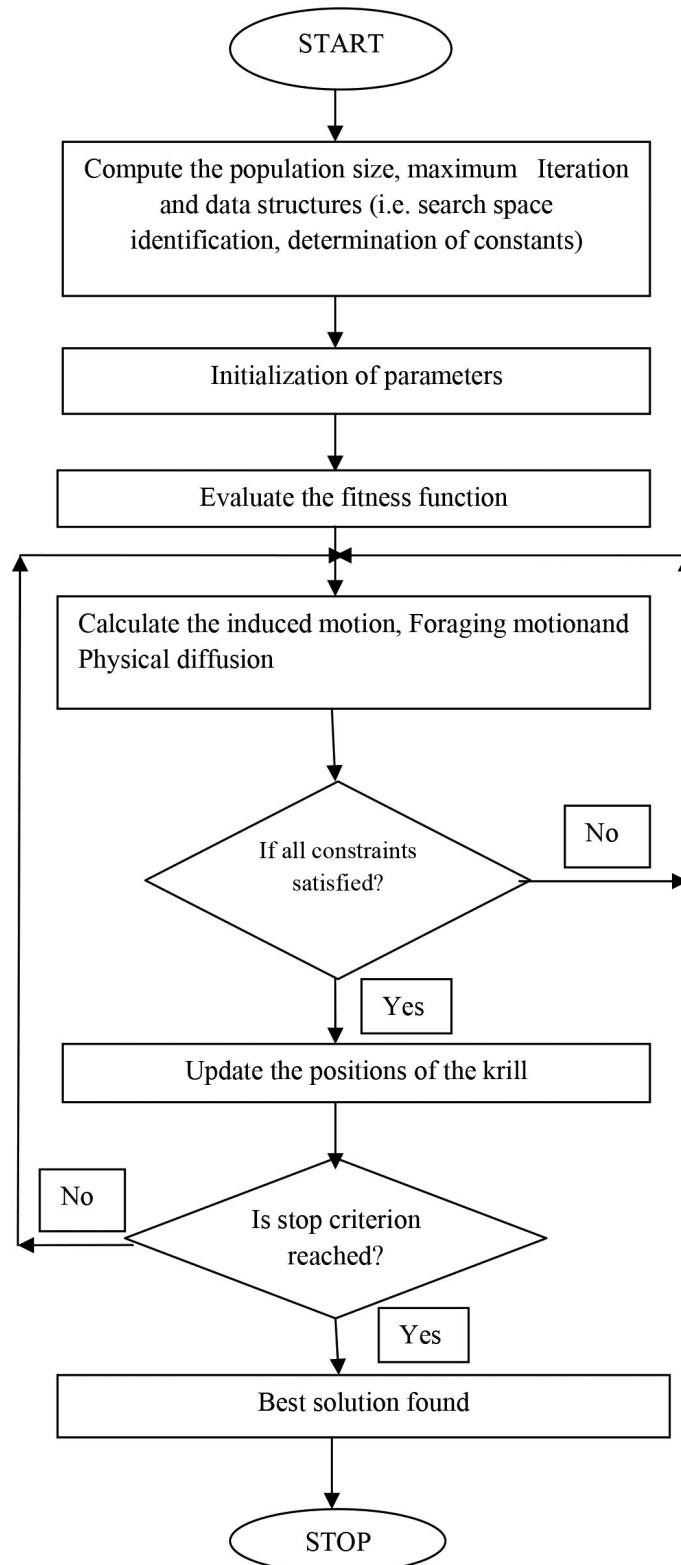 START
Compute the population size, maximum Iteration
and data structures (i.e. search space
identification, determination of constants)
Initialization of parameters
Evaluate the fitness function
Calculate the induced motion, Foraging motionand
Physical diffusion
If all constraints
satisfied?
No
Yes
Update the positions of the krill
No
Is stop criterion
reached?
Yes
Best solution found
STOP